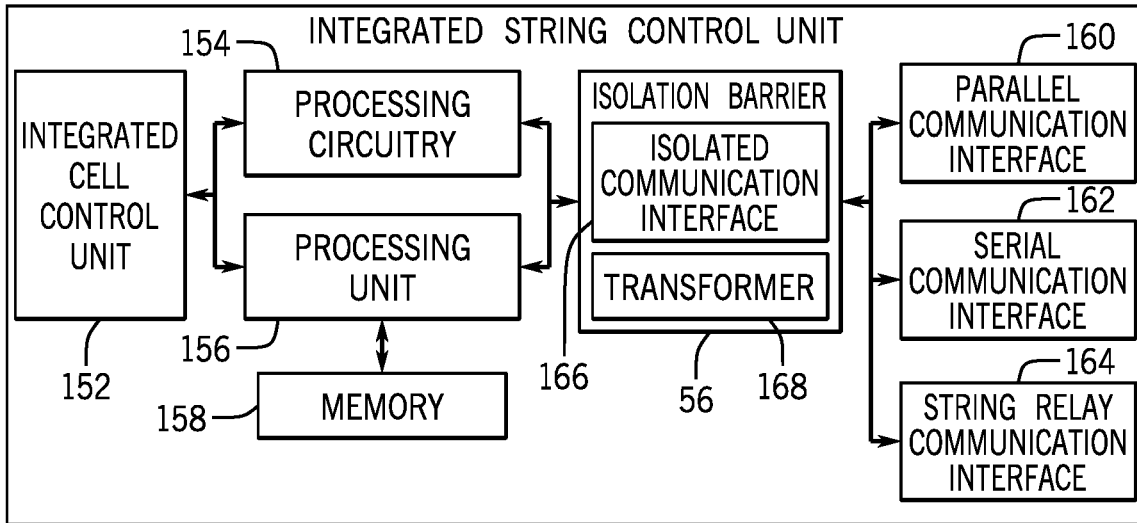 INTEGRATED STRING CONTROL UNIT
154
160
INTEGRATED
CELL
CONTROL
UNIT
152
PROCESSING
CIRCUITRY
PROCESSING
UNIT
156
MEMORY
158
ISOLATION BARRIER
ISOLATED
COMMUNICATION
INTERFACE
166
TRANSFORMER
168
56
PARALLEL
COMMUNICATION
INTERFACE
162
SERIAL
COMMUNICATION
INTERFACE
164
STRING RELAY
COMMUNICATION
INTERFACE